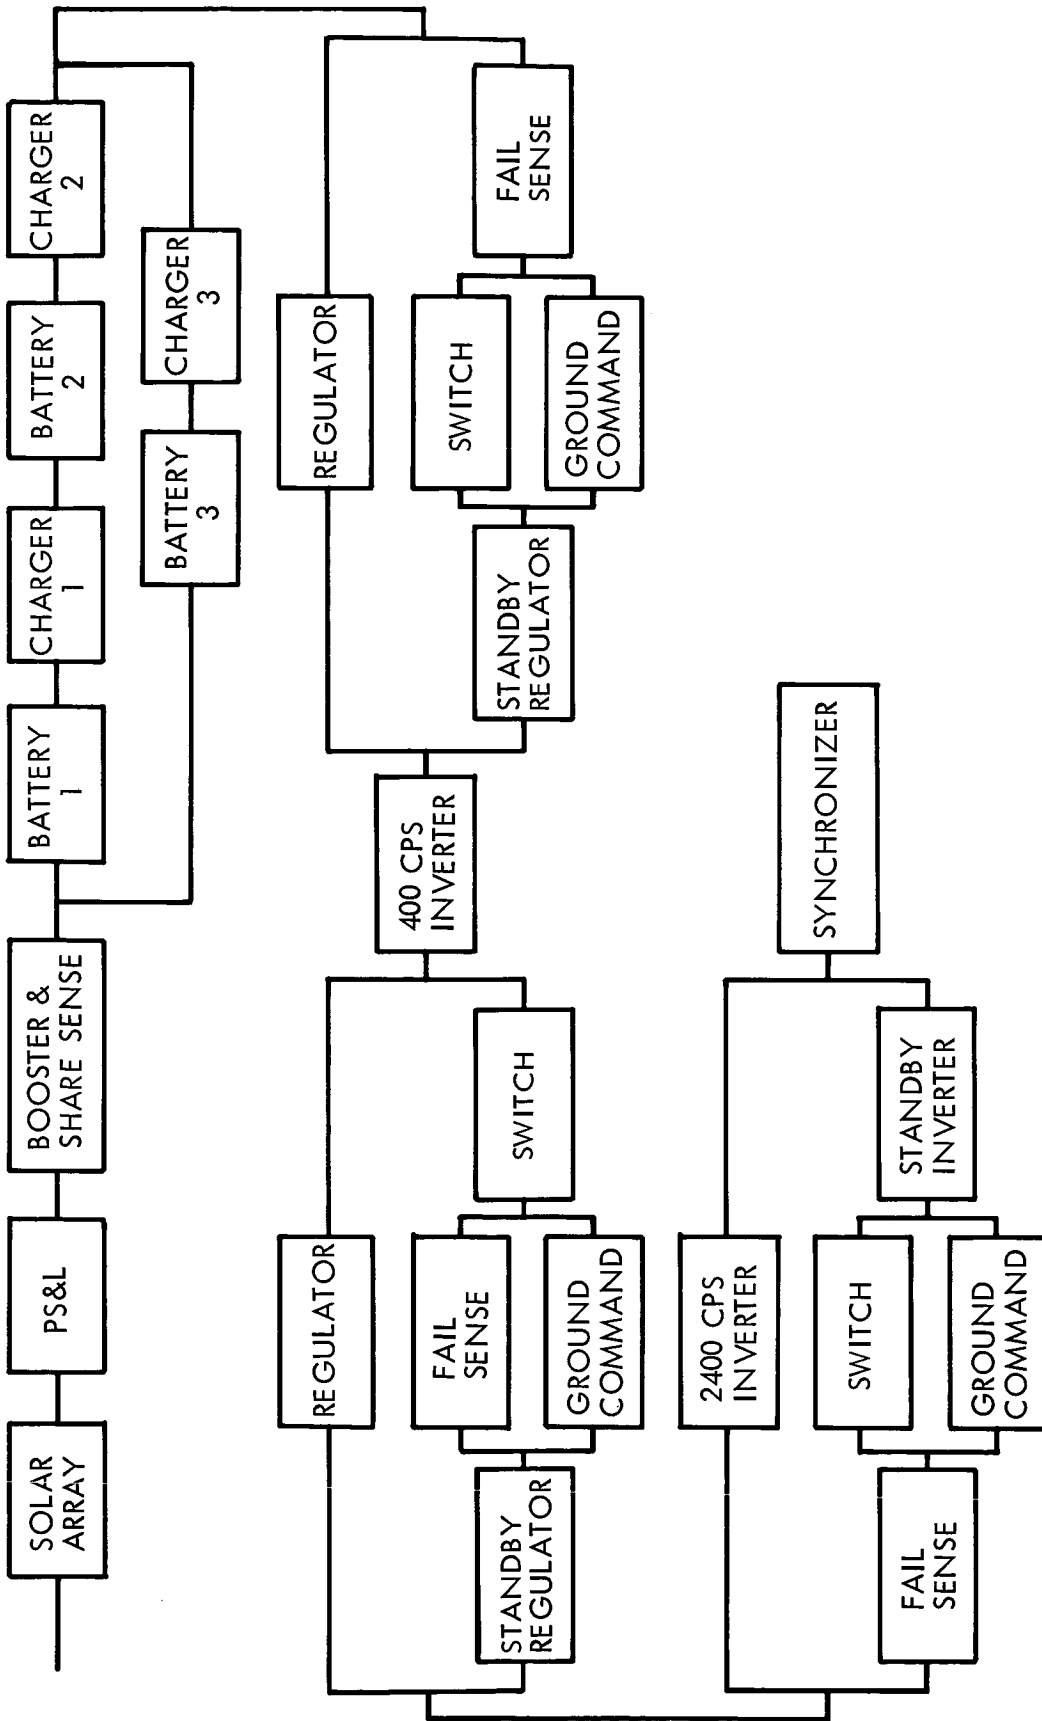 SOLAR
ARRAY
PS&L
BOOSTER &
SHARE SENSE
BATTERY
1
CHARGER
1
BATTERY
2
CHARGER
2
BATTERY
3
CHARGER
3
REGULATOR
STANDBY
REGULATOR
FAIL
SENSE
GROUND
COMMAND
SWITCH
400 CPS
INVERTER
REGULATOR
STANDBY
REGULATOR
SWITCH
GROUND
COMMAND
FAIL
SENSE
2400 CPS
INVERTER
FAIL
SENSE
SWITCH
GROUND
COMMAND
STANDBY
INVERTER
SYNCHRONIZER